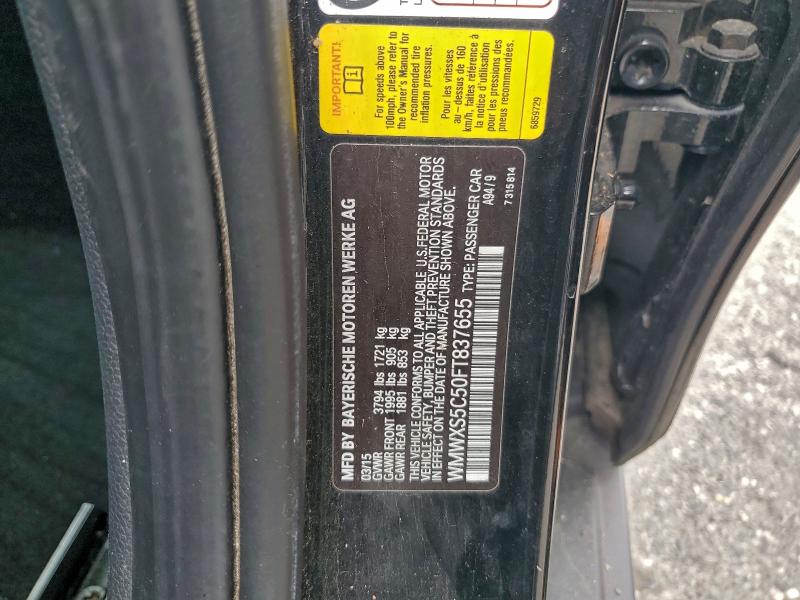 IMPORTANT!
For speeds above
100mph, please refer to
the Owner's Manual for
recommended tire
inflation pressures.
Pour les vitesses
au-dessus de 160
km/h, faites référence à
la notice d'utilisation
pour les pressions des
pneus recommandées.
6859729
MFD BY BAYERISCHE MOTOREN WERKE AG
03/15
GVWR 3794 lbs 1721 kg
GAWR FRONT 1995 lbs 905 kg
GAWR REAR 1881 lbs 853 kg
THIS VEHICLE CONFORMS TO ALL APPLICABLE U.S.FEDERAL MOTOR
VEHICLE SAFETY, BUMPER AND THEFT PREVENTION STANDARDS
IN EFFECT ON THE DATE OF MANUFACTURE SHOWN ABOVE.
WMWXS5C50FT837655 TYPE: PASSENGER CAR
A94/9
7 315 814